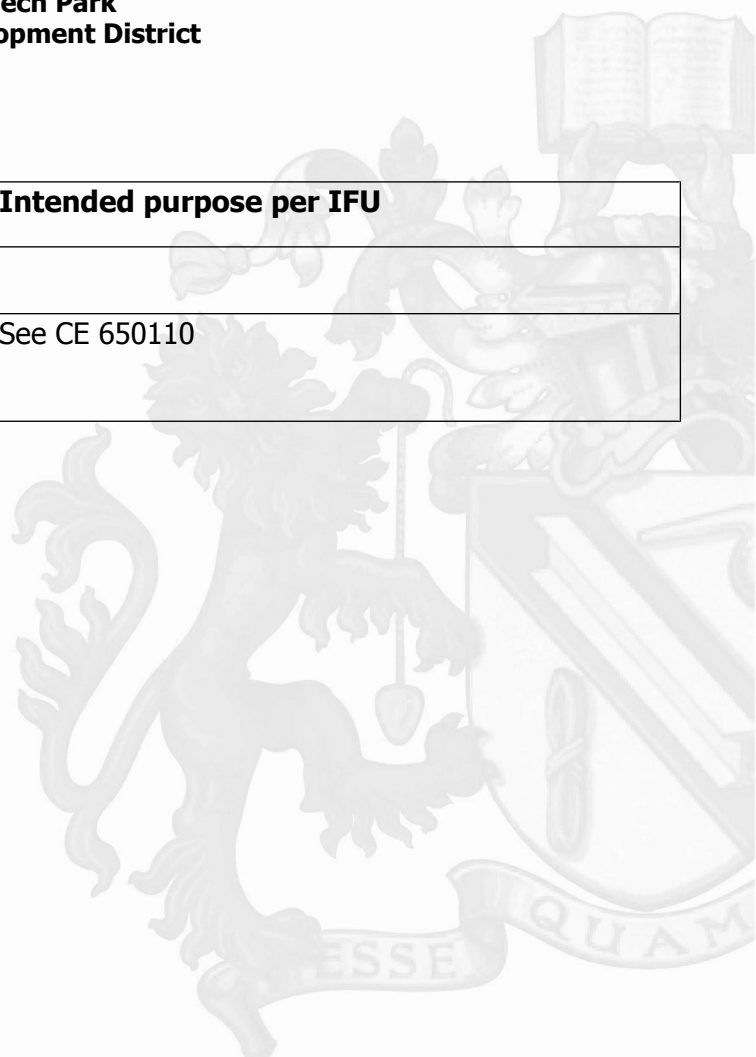 ech Park
opment District
Intended purpose per IFU
See CE 650110
ESSE
QUAM